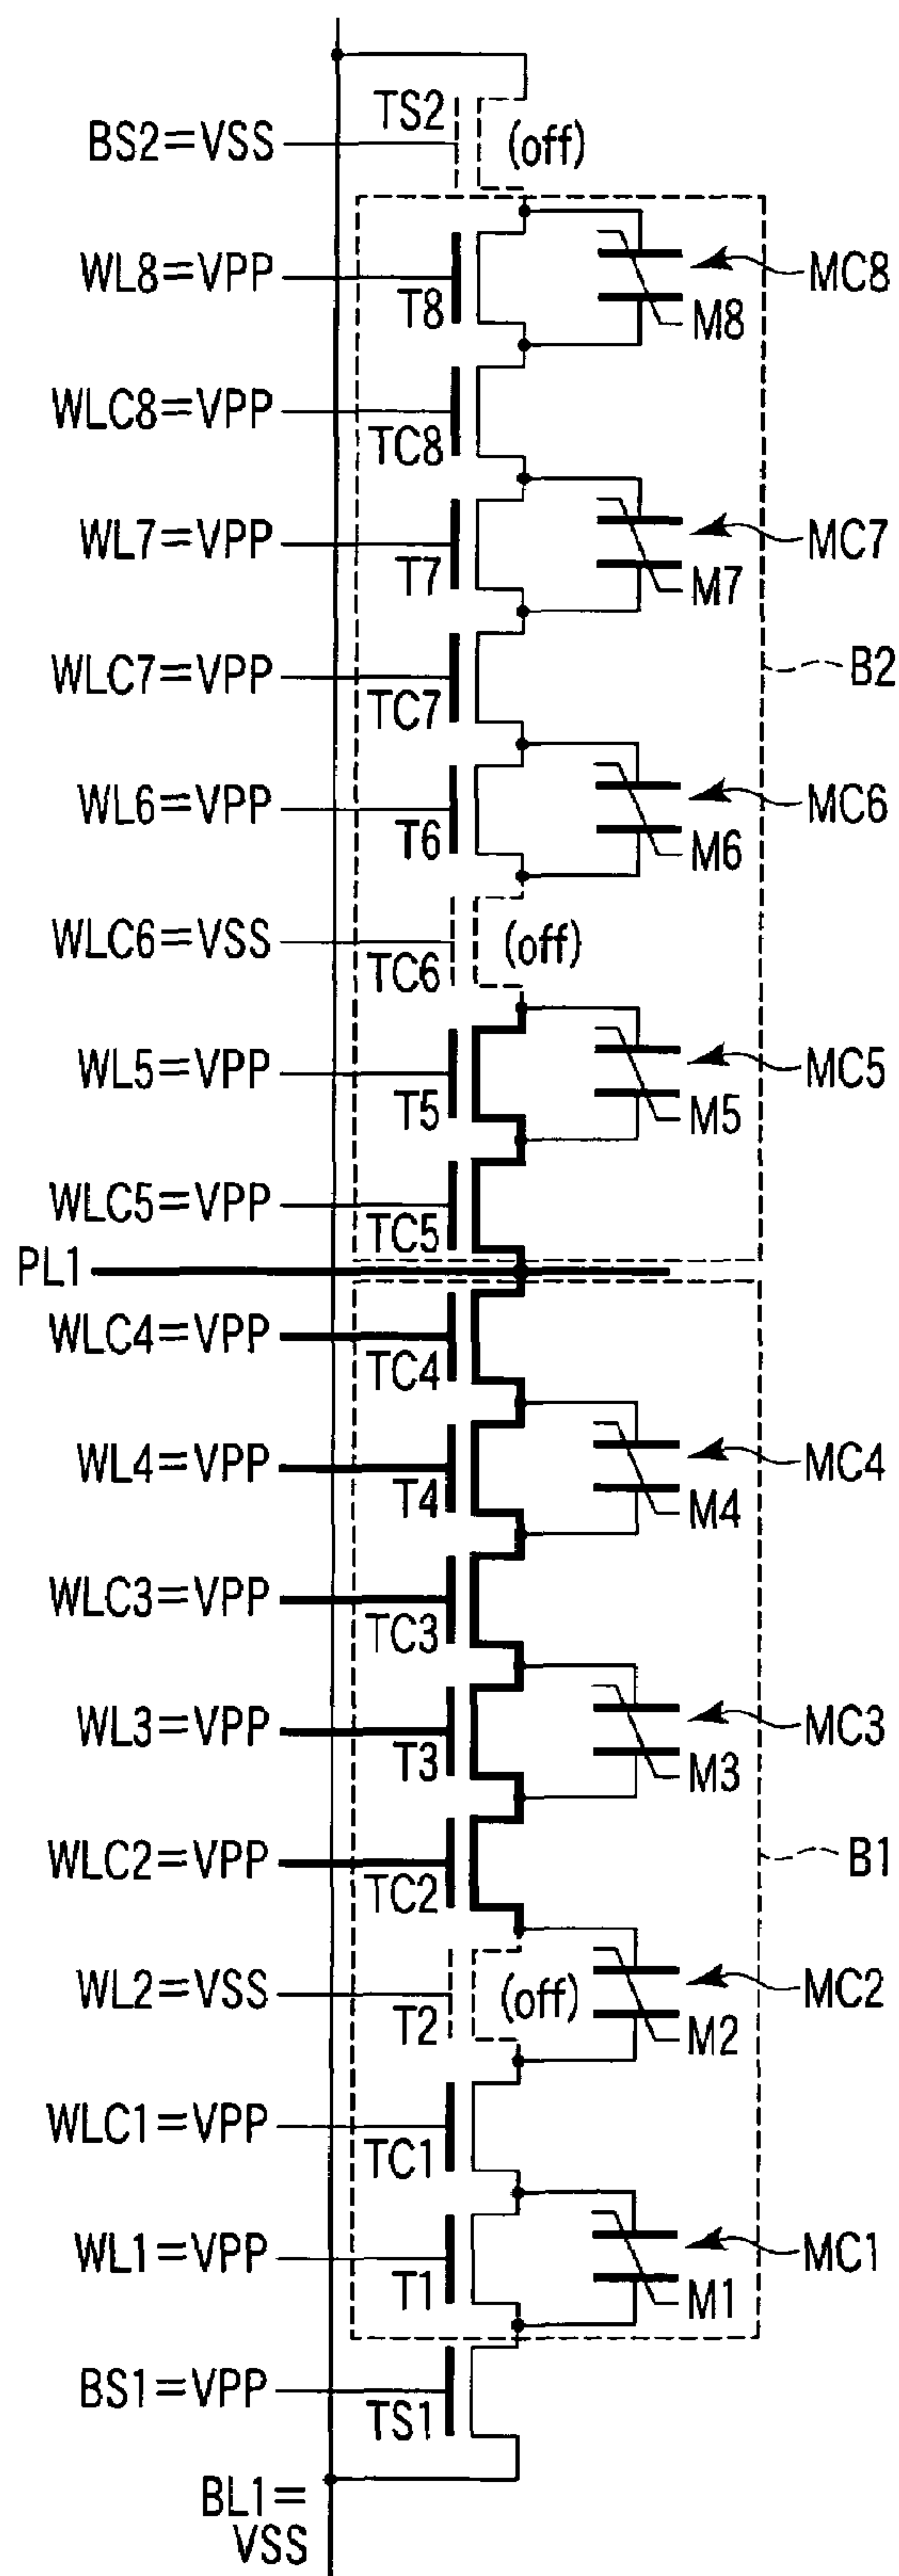 TS2
BS2=VSS
(off)
WL8=VPP
T8
M8
MC8
WLC8=VPP
TC8
WL7=VPP
T7
M7
MC7
WLC7=VPP
TC7
B2
WL6=VPP
T6
M6
MC6
WLC6=VSS
TC6
(off)
WL5=VPP
T5
M5
MC5
WLC5=VPP
TC5
PL1
WLC4=VPP
TC4
WL4=VPP
T4
M4
MC4
WLC3=VPP
TC3
WL3=VPP
T3
M3
MC3
WLC2=VPP
TC2
B1
WL2=VSS
T2
(off)
M2
MC2
WLC1=VPP
TC1
WL1=VPP
T1
M1
MC1
BS1=VPP
TS1
BL1=
VSS